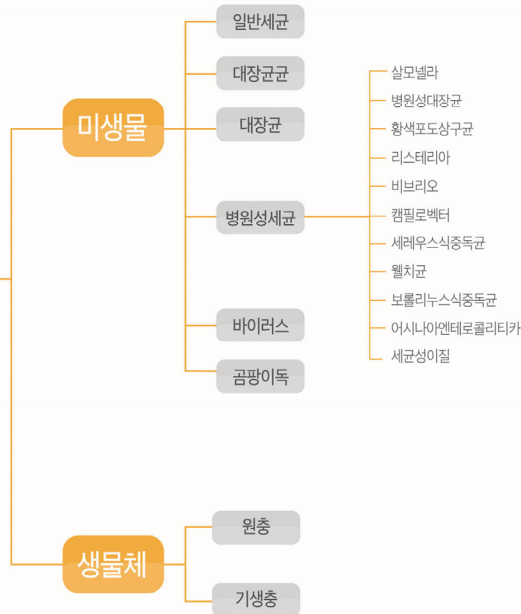 미생물
일반세균
대장균균
대장균
병원성세균
살모넬라
병원성대장균
황색포도상구균
리스테리아
비브리오
캠필로벡터
세레우스식중독균
웰치균
보롤리누스식중독균
어시나아엔테로콜리티카
세균성이질
바이러스
곰팡이독
생물체
원충
기생충